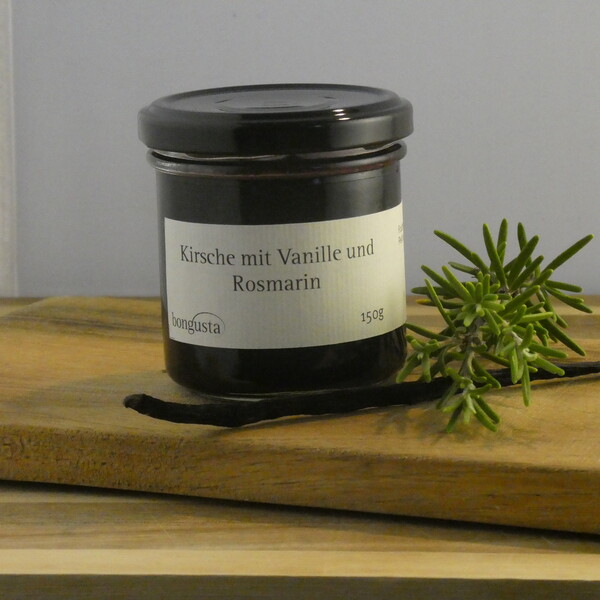 Kirsche mit Vanille und
Rosmarin
bongusta
150g